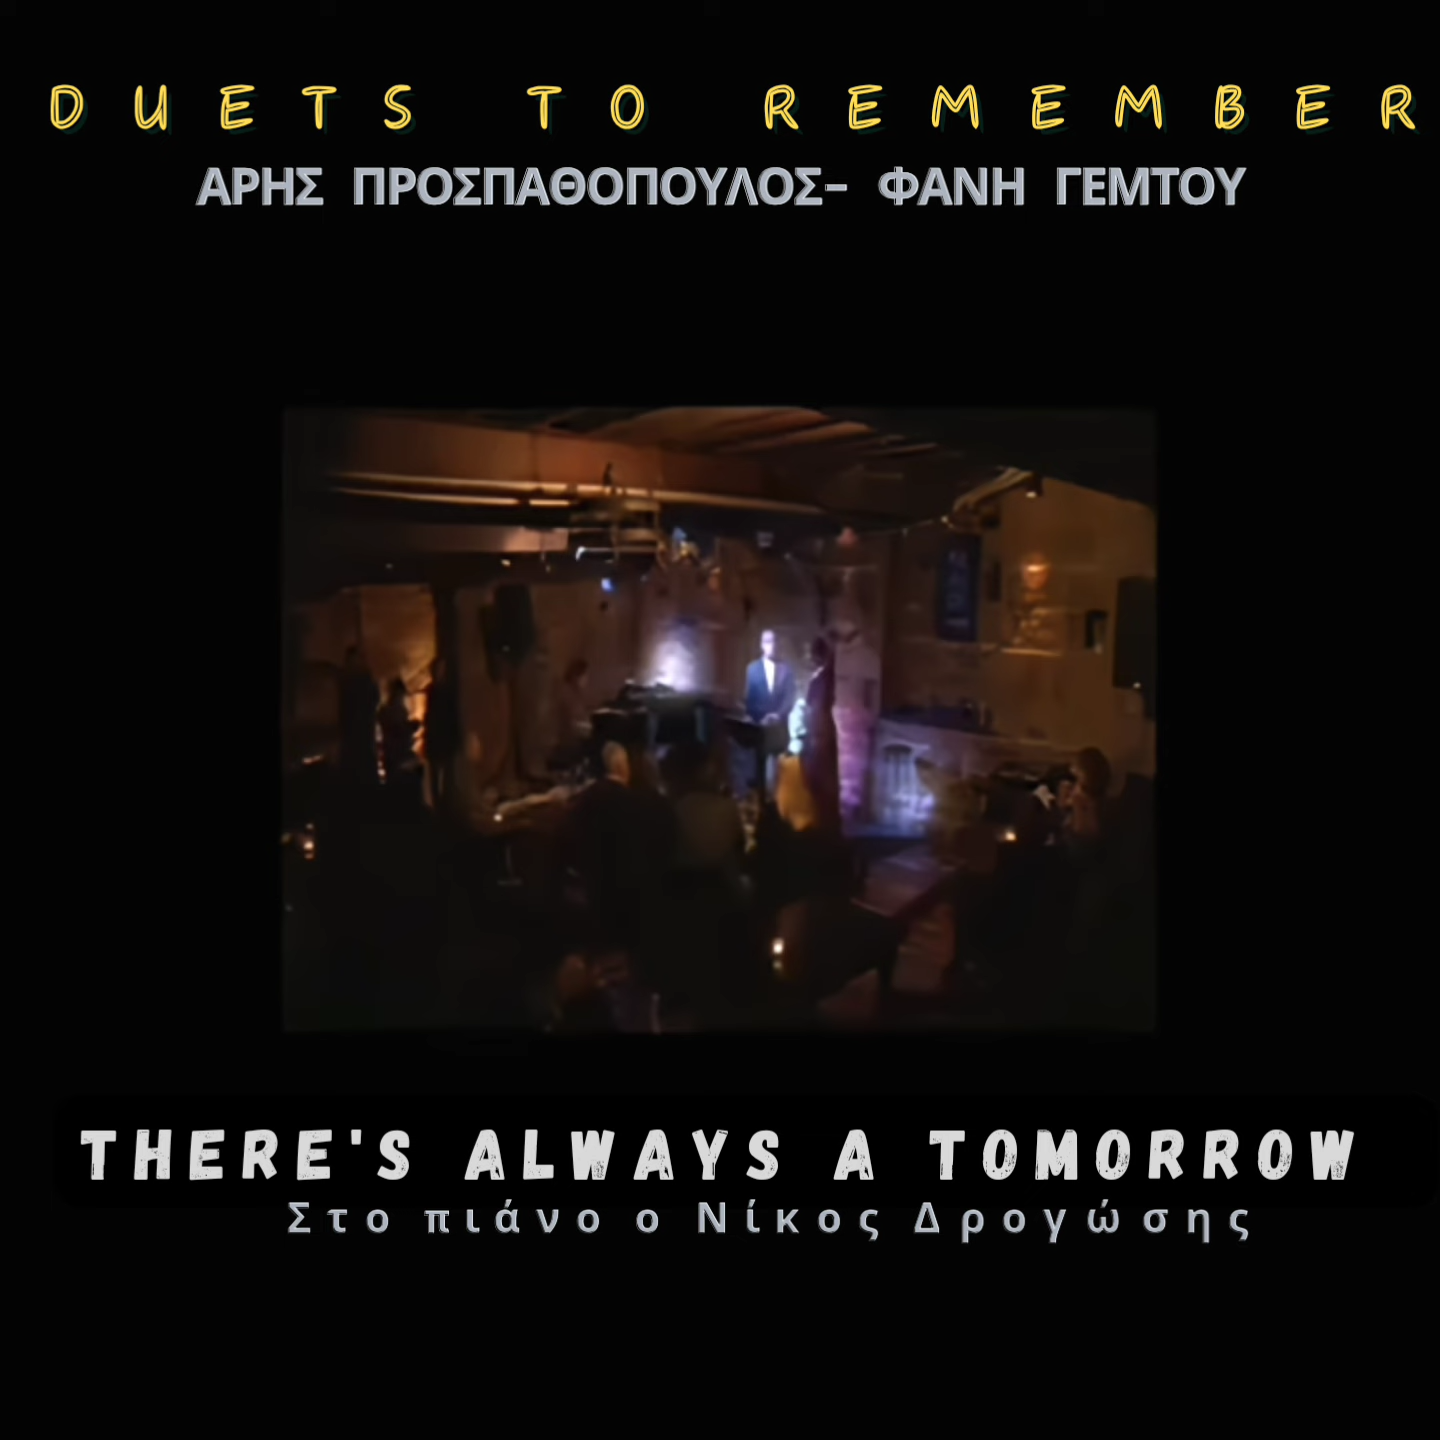 DUETS TO REMEMBER
ΑΡΗΣ ΠΡΟΣΠΑΘΟΠΟΥΛΟΣ- ΦΑΝΗ ΓΕΜΤΟΥ
THERE'S ALWAYS A TOMORROW
Στο πιάνο ο Νίκος Δρογώσης